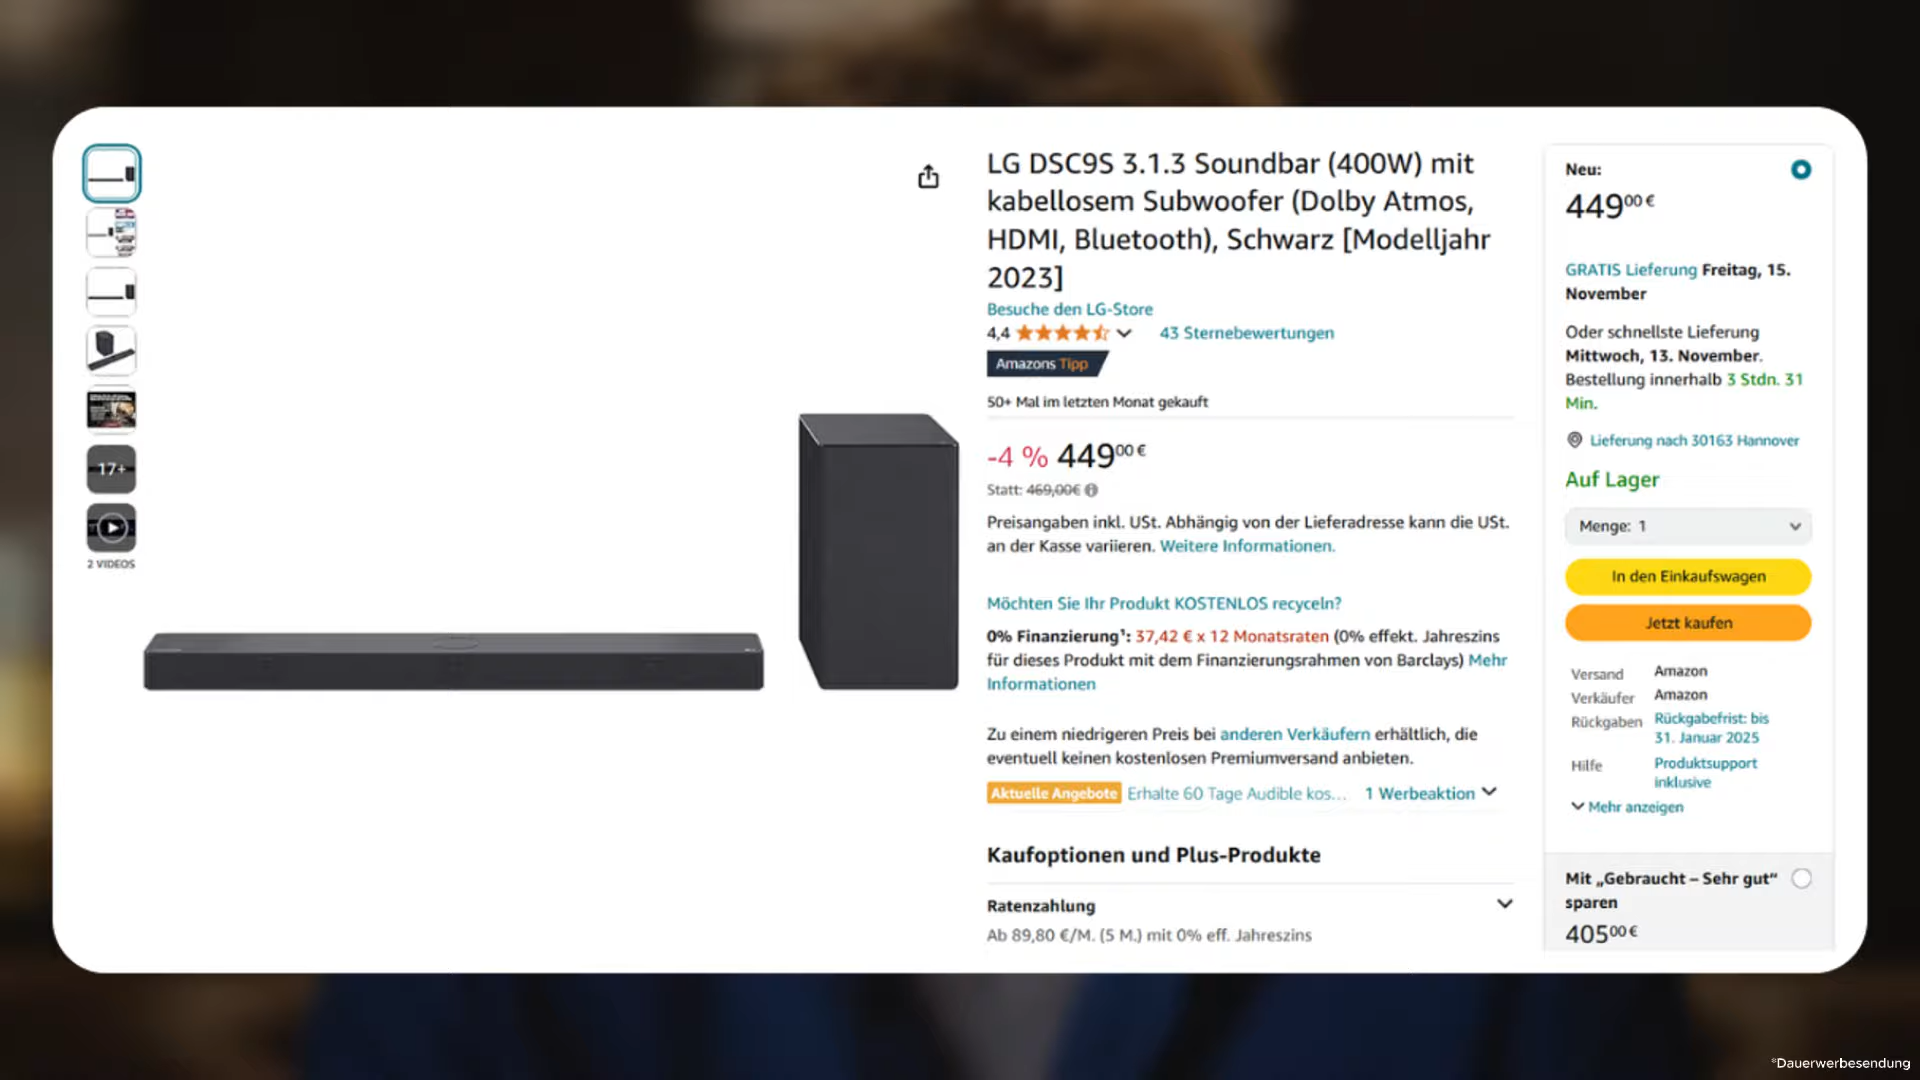 LG DSC9S 3.1.3 Soundbar (400W) mit
kabellosem Subwoofer (Dolby Atmos,
HDMI, Bluetooth), Schwarz [Modelljahr
2023]
Besuche den LG-Store
4,4
43 Sternebewertungen
Amazons Tipp
50+ Mal im letzten Monat gekauft
-4 % 449,00 €
Statt: 469,00€
Preisangaben inkl. USt. Abhängig von der Lieferadresse kann die USt.
an der Kasse variieren. Weitere Informationen.
Möchten Sie Ihr Produkt KOSTENLOS recyceln?
0% Finanzierung¹: 37,42 € x 12 Monatsraten (0% effekt. Jahreszins
für dieses Produkt mit dem Finanzierungsrahmen von Barclays) Mehr
Informationen
Zu einem niedrigeren Preis bei anderen Verkäufern erhältlich, die
eventuell keinen kostenlosen Premiumversand anbieten.
Aktuelle Angebote Erhalte 60 Tage Audible kos... 1 Werbeaktion
Kaufoptionen und Plus-Produkte
Ratenzahlung
Ab 89,80 €/M. (5 M.) mit 0% eff. Jahreszins
17+
2 VIDEOS
Neu:
449 00 €
GRATIS Lieferung Freitag, 15.
November
Oder schnellste Lieferung
Mittwoch, 13. November.
Bestellung innerhalb 3 Stdn. 31
Min.
Lieferung nach 30163 Hannover
Auf Lager
Menge: 1
In den Einkaufswagen
Jetzt kaufen
Versand Amazon
Verkäufer Amazon
Rückgaben Rückgabefrist: bis
31. Januar 2025
Hilfe Produktsupport
inklusive
Mehr anzeigen
Mit „Gebraucht – Sehr gut“
sparen
405 00 €
*Dauerwerbesendung